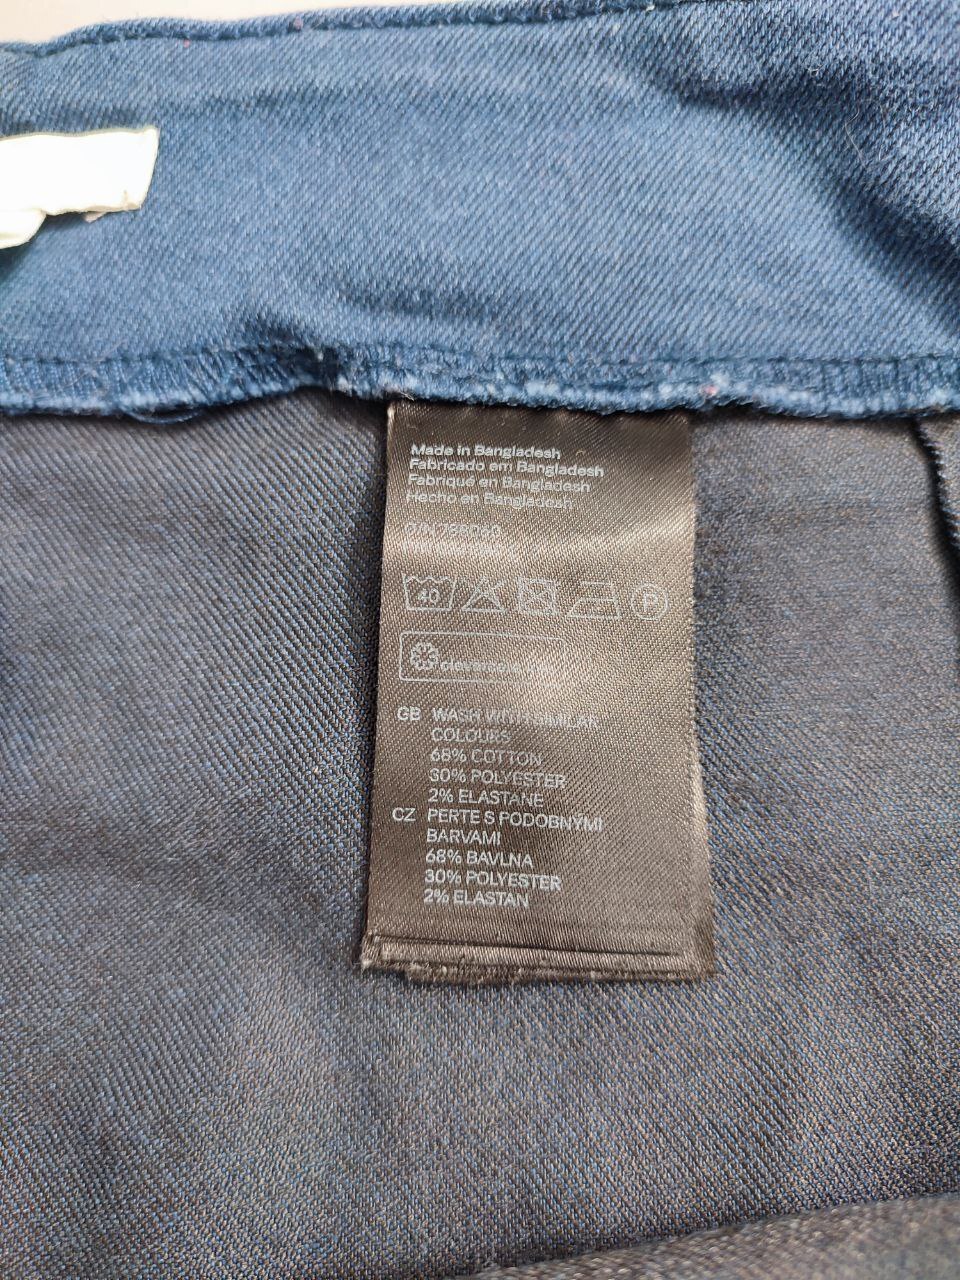 Made in Bangladesh
Fabricado em Bangladesh
Fabriqué en Bangladesh
Hecho en Bangladesh
40
P
GB WASH WITH SIMILAR
COLOURS
68% COTTON
30% POLYESTER
2% ELASTANE
CZ PERTE S PODOBNÝMI
BARVAMI
68% BAVLNA
30% POLYESTER
2% ELASTAN